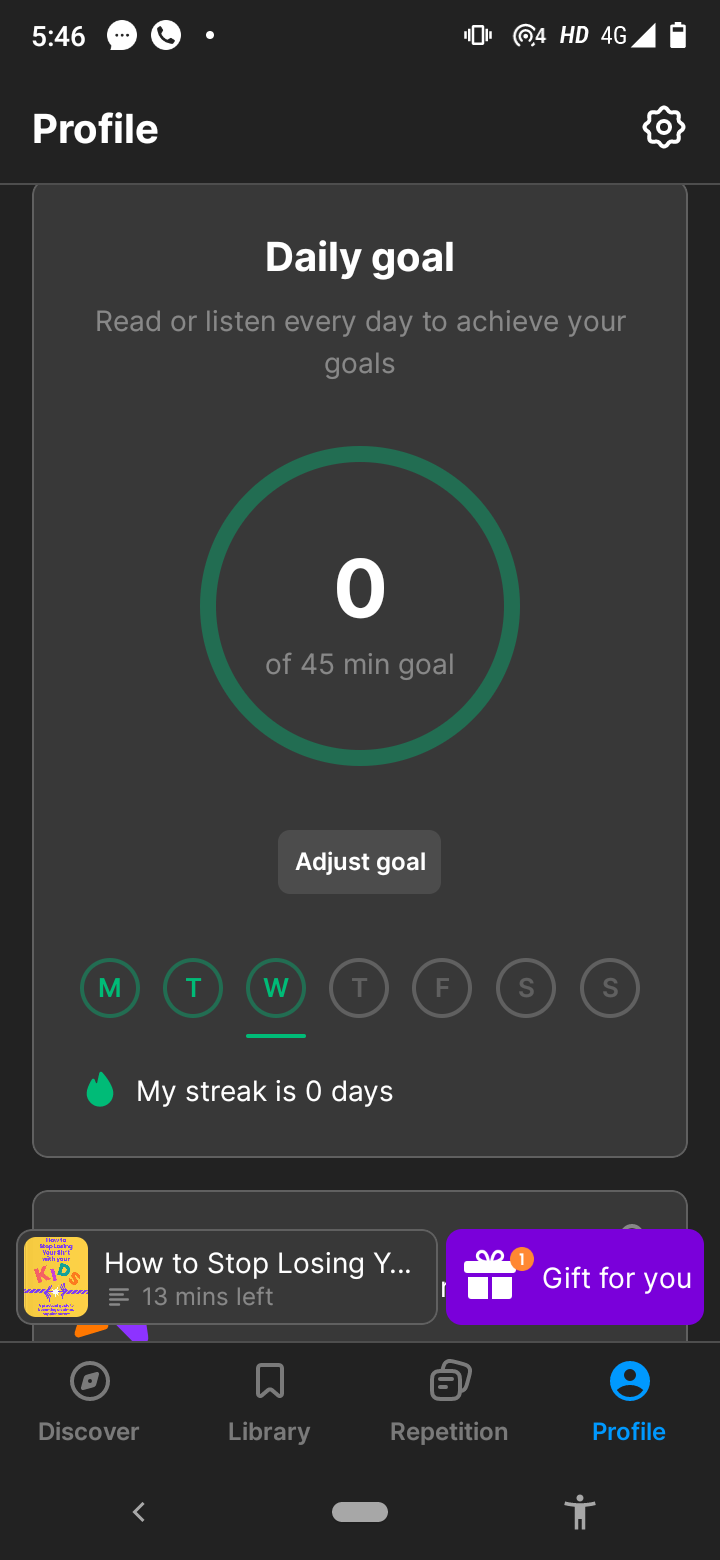 5:46
4
HD
4G
Profile
Daily goal
Read or listen every day to achieve your
goals
0
of 45 min goal
Adjust goal
M T W T F S S
My streak is 0 days
How to
Stop Losing
with your
KIDS
How to Stop Losing Y...
13 mins left
1
Gift for you
Discover
Library
Repetition
Profile